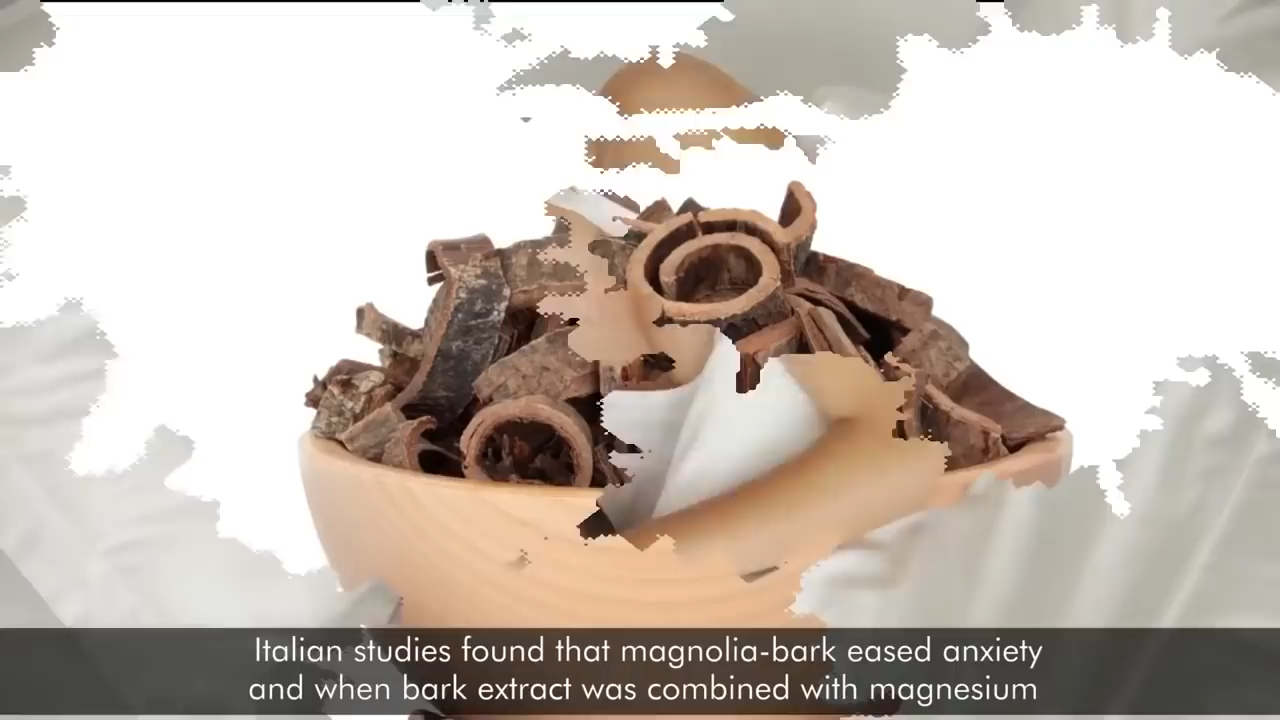 Italian studies found that magnolia-bark eased anxiety
and when bark extract was combined with magnesium